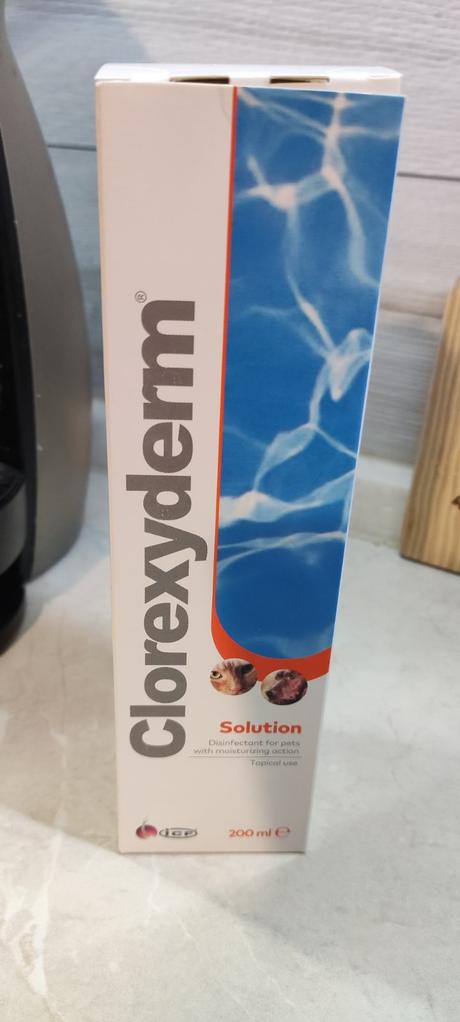 Clorexyderm®
Solution
Disinfectant for pets
with moisturizing action
Topical use
icf
200 ml ℮